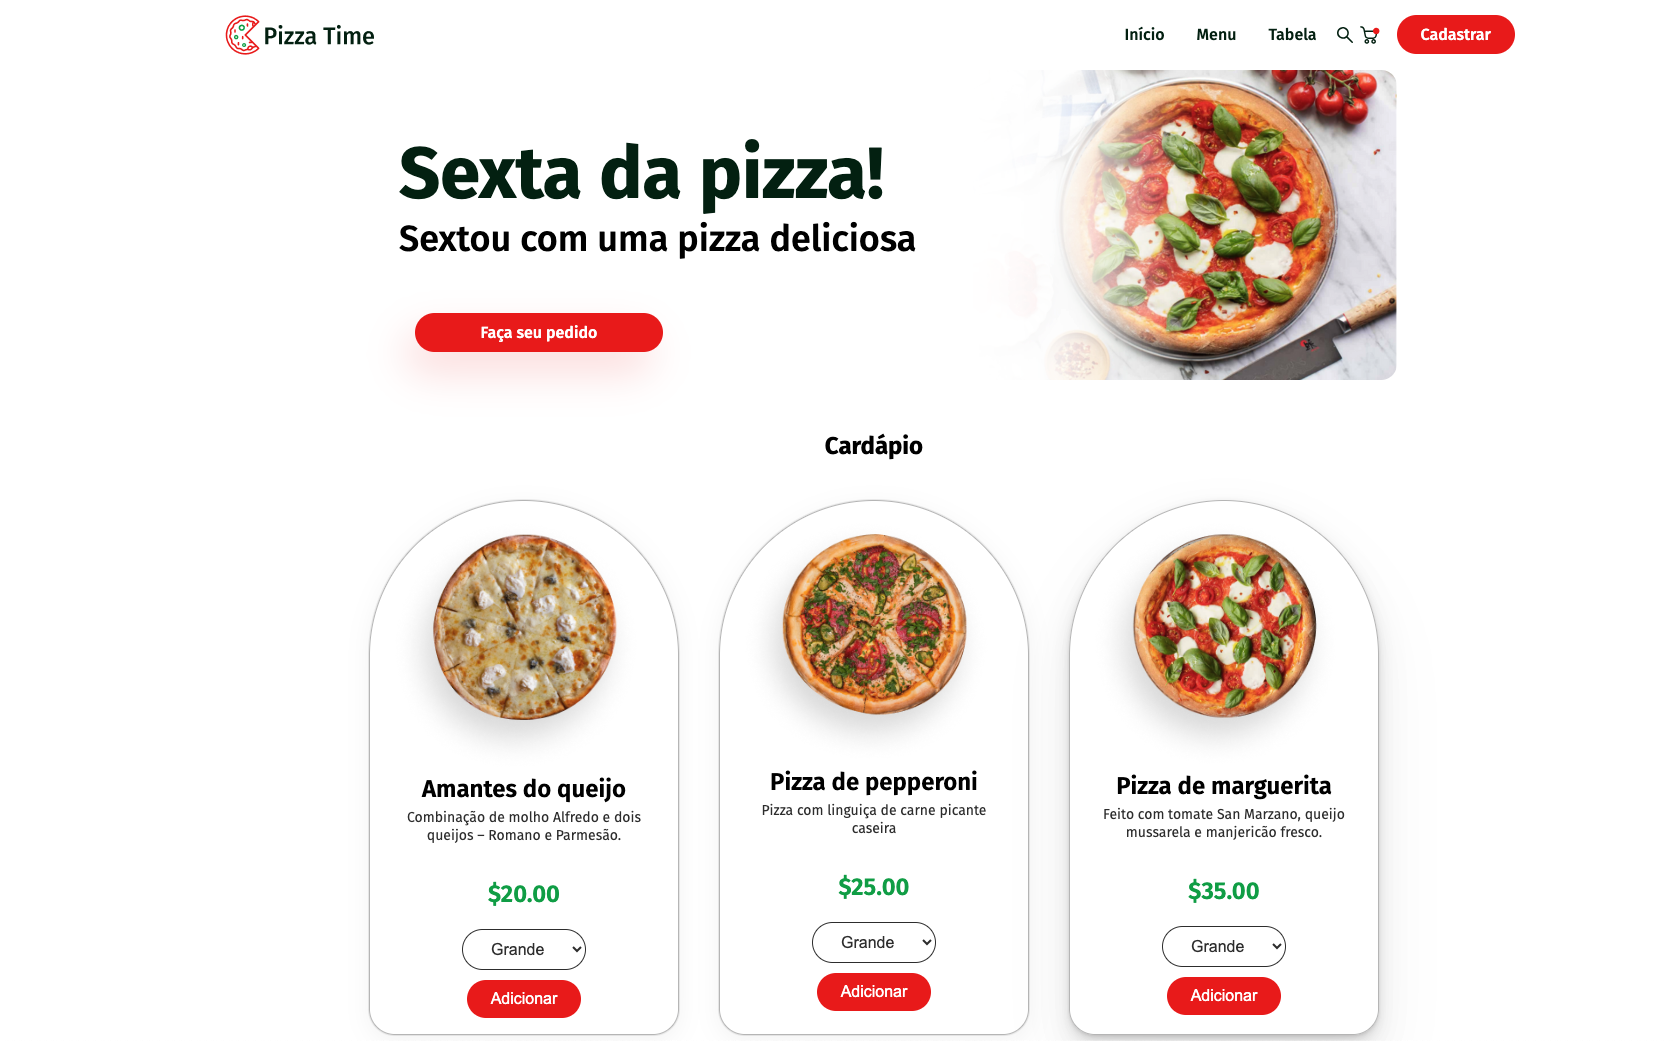 Pizza Time
Início
Menu
Tabela
Cadastrar
Sexta da pizza!
Sextou com uma pizza deliciosa
Faça seu pedido
Cardápio
Amantes do queijo
Combinação de molho Alfredo e dois
queijos – Romano e Parmesão.
$20.00
Grande
Adicionar
Pizza de pepperoni
Pizza com linguiça de carne picante
caseira
$25.00
Grande
Adicionar
Pizza de marguerita
Feito com tomate San Marzano, queijo
mussarela e manjericão fresco.
$35.00
Grande
Adicionar